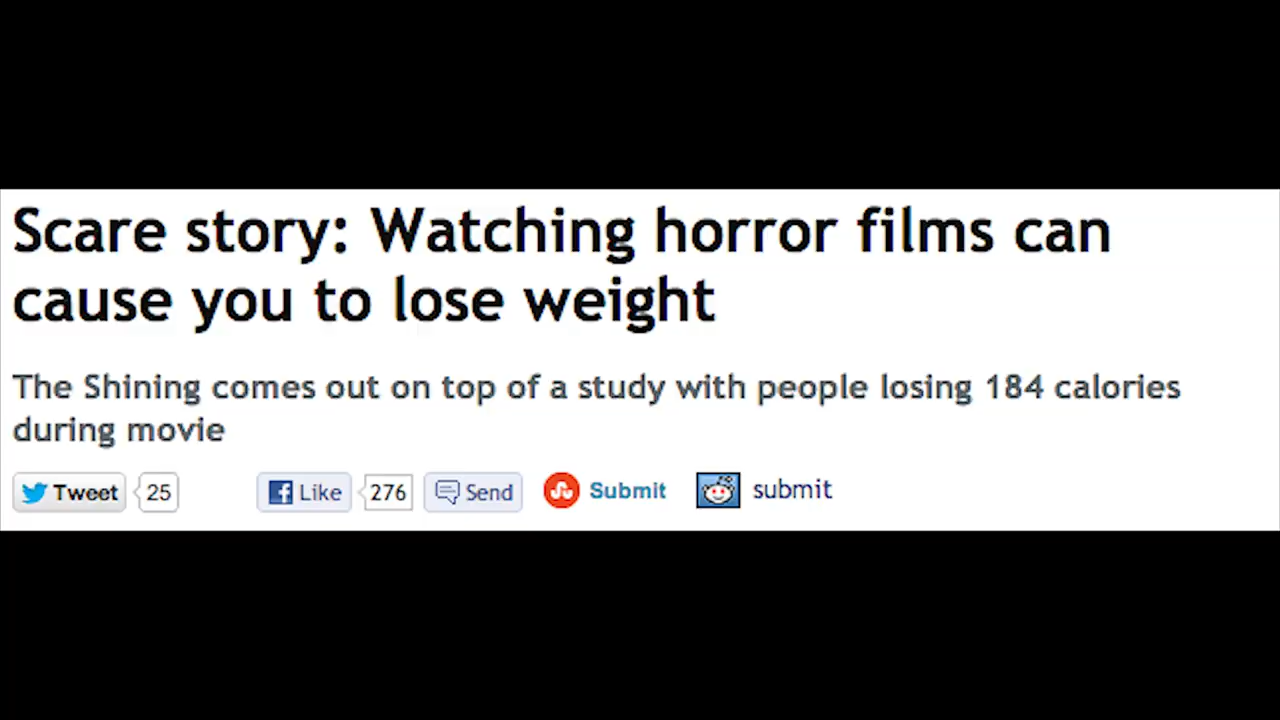 Scare story: Watching horror films can
cause you to lose weight
The Shining comes out on top of a study with people losing 184 calories
during movie
Tweet 25 Like 276 Send Submit submit